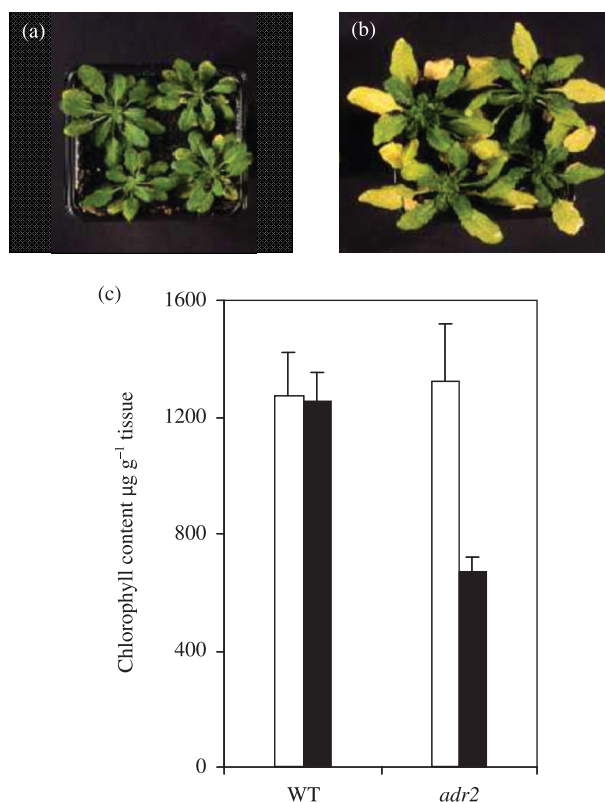 (a)
(b)
(c)
1600
1200
800
400
0
Chlorophyll content µg g⁻¹ tissue
WT
adr2